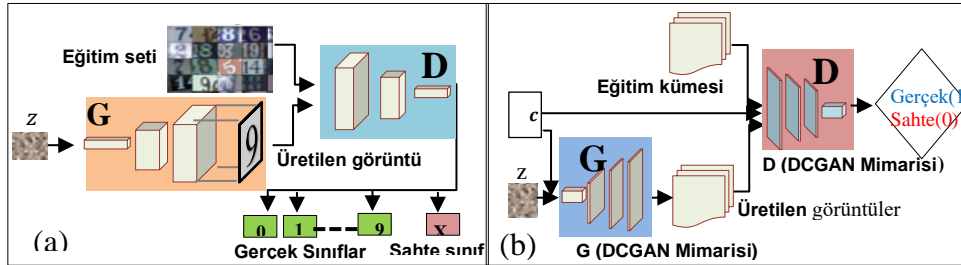 Eğitim seti
D
z
G
9
Üretilen görüntü
0 1 9 x
Gerçek Sınıflar
Sahte sınıf
(a)
Eğitim kümesi
D
Gerçek(1
Sahte(0)
c
D (DCGAN Mimarisi)
z
G
Üretilen görüntüler
G (DCGAN Mimarisi)
(b)